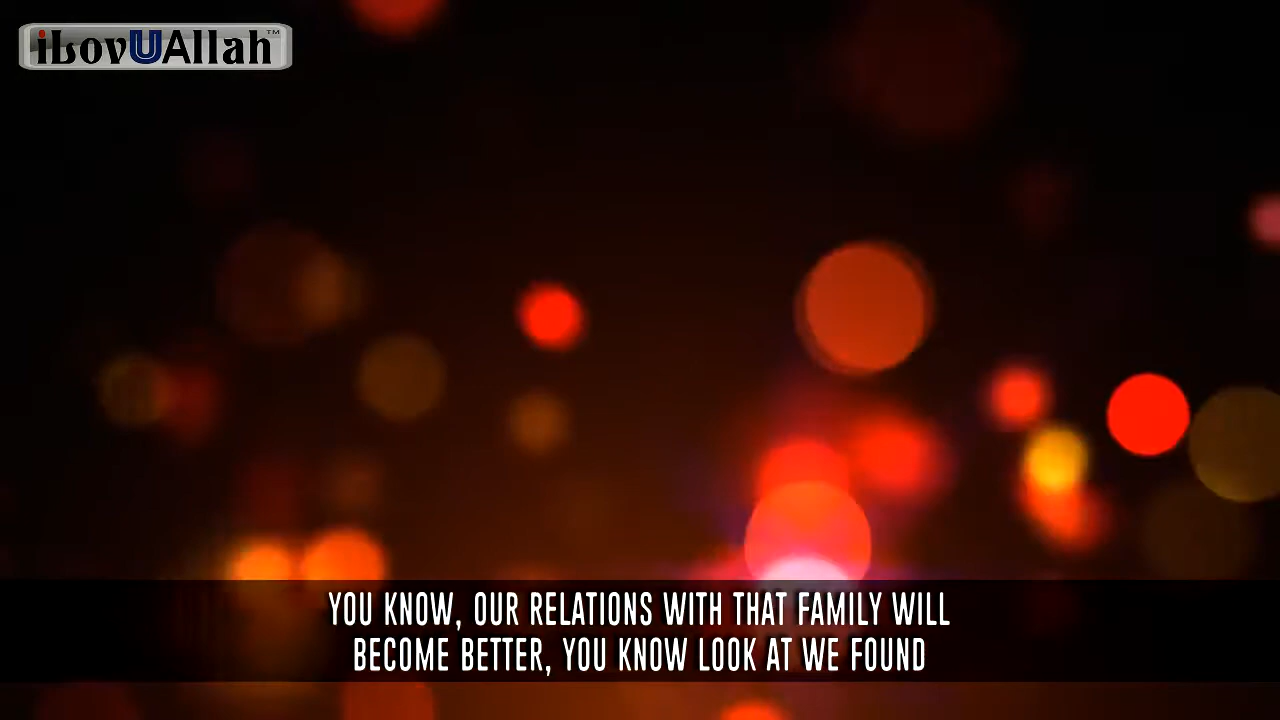 iLovUAllah™
YOU KNOW, OUR RELATIONS WITH THAT FAMILY WILL
BECOME BETTER, YOU KNOW LOOK AT WE FOUND